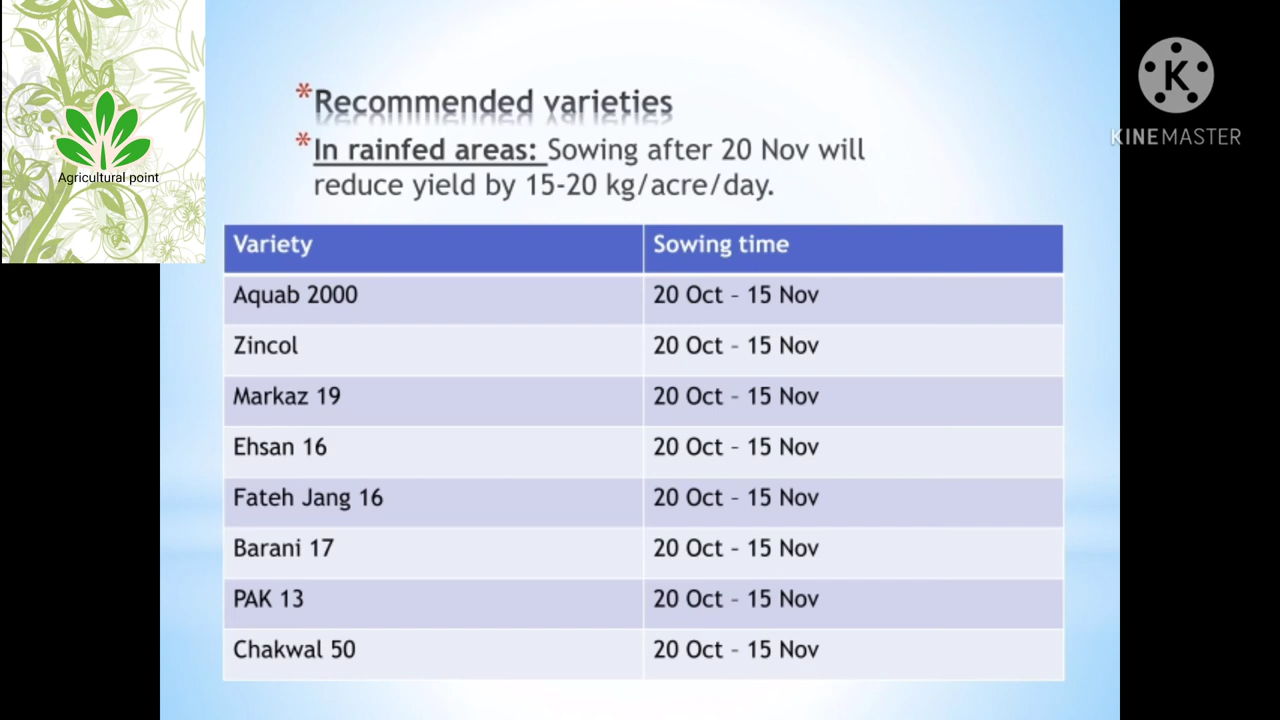 Agricultural point
K
KINEMASTER
*Recommended varieties
*In rainfed areas: Sowing after 20 Nov will
reduce yield by 15-20 kg/acre/day.
Variety Sowing time
Aquab 2000 20 Oct – 15 Nov
Zincol 20 Oct – 15 Nov
Markaz 19 20 Oct – 15 Nov
Ehsan 16 20 Oct – 15 Nov
Fateh Jang 16 20 Oct – 15 Nov
Barani 17 20 Oct – 15 Nov
PAK 13 20 Oct – 15 Nov
Chakwal 50 20 Oct – 15 Nov